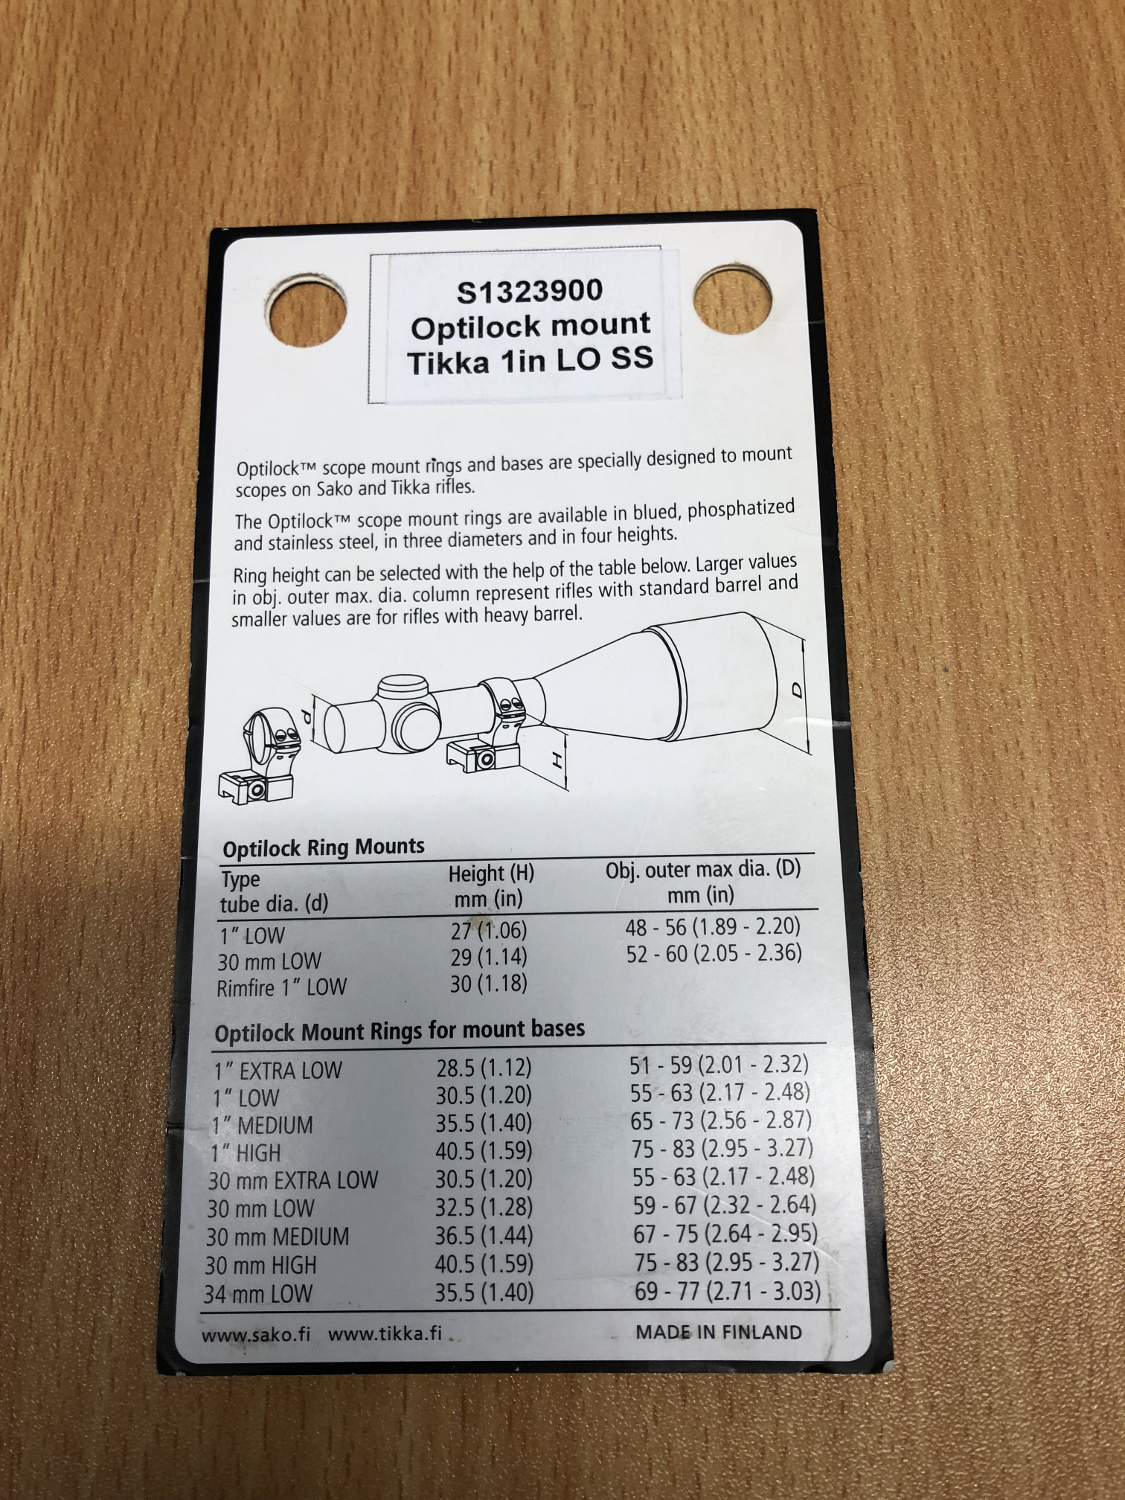 S1323900
Optilock mount
Tikka 1in LO SS
Optilock™ scope mount rings and bases are specially designed to mount
scopes on Sako and Tikka rifles.
The Optilock™ scope mount rings are available in blued, phosphatized
and stainless steel, in three diameters and in four heights.
Ring height can be selected with the help of the table below. Larger values
in obj. outer max. dia. column represent rifles with standard barrel and
smaller values are for rifles with heavy barrel.
d
H
D
Optilock Ring Mounts
Type Height (H) Obj. outer max dia. (D)
tube dia. (d) mm (in) mm (in)
1" LOW 27 (1.06) 48 - 56 (1.89 - 2.20)
30 mm LOW 29 (1.14) 52 - 60 (2.05 - 2.36)
Rimfire 1" LOW 30 (1.18)
Optilock Mount Rings for mount bases
1" EXTRA LOW 28.5 (1.12) 51 - 59 (2.01 - 2.32)
1" LOW 30.5 (1.20) 55 - 63 (2.17 - 2.48)
1" MEDIUM 35.5 (1.40) 65 - 73 (2.56 - 2.87)
1" HIGH 40.5 (1.59) 75 - 83 (2.95 - 3.27)
30 mm EXTRA LOW 30.5 (1.20) 55 - 63 (2.17 - 2.48)
30 mm LOW 32.5 (1.28) 59 - 67 (2.32 - 2.64)
30 mm MEDIUM 36.5 (1.44) 67 - 75 (2.64 - 2.95)
30 mm HIGH 40.5 (1.59) 75 - 83 (2.95 - 3.27)
34 mm LOW 35.5 (1.40) 69 - 77 (2.71 - 3.03)
www.sako.fi www.tikka.fi MADE IN FINLAND